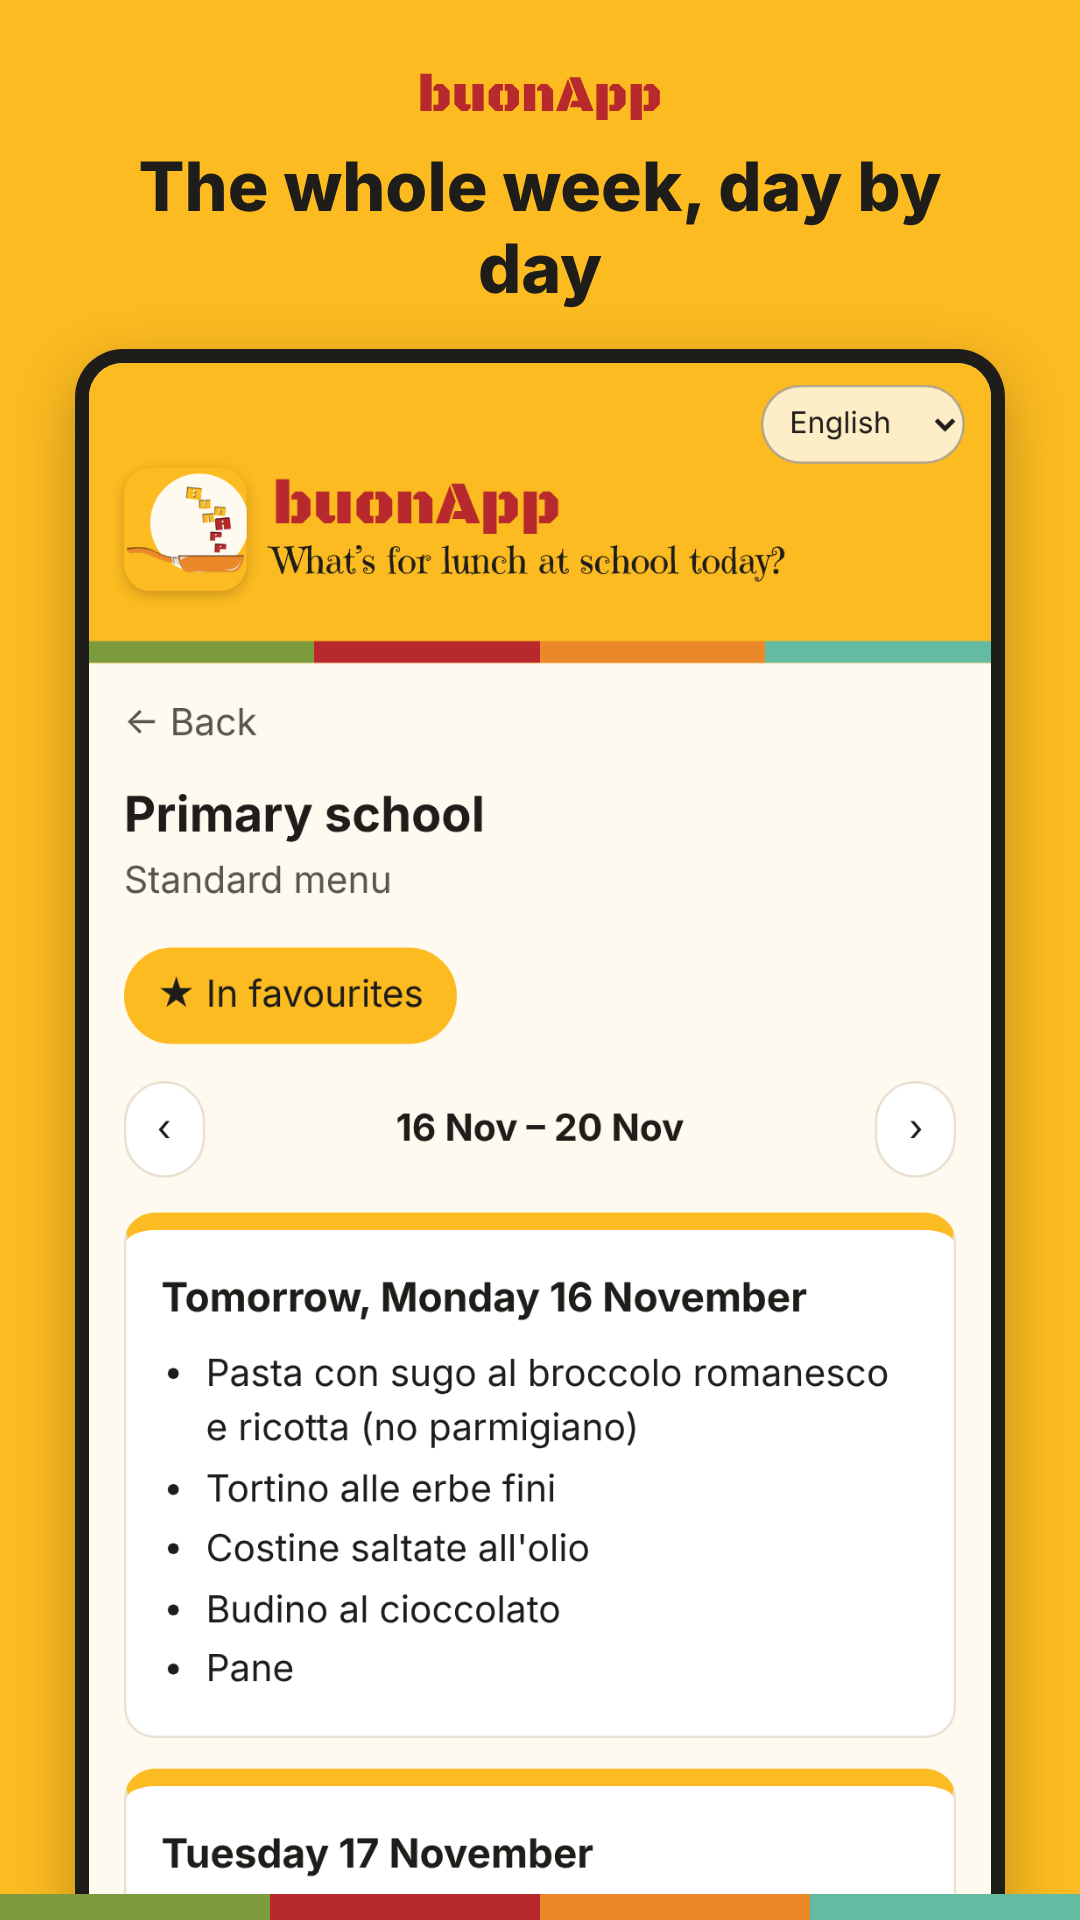 buonApp
The whole week, day by
day
English
buonApp
What's for lunch at school today?
← Back
Primary school
Standard menu
★ In favourites
‹ 16 Nov – 20 Nov ›
Tomorrow, Monday 16 November
• Pasta con sugo al broccolo romanesco
e ricotta (no parmigiano)
• Tortino alle erbe fini
• Costine saltate all'olio
• Budino al cioccolato
• Pane
Tuesday 17 November